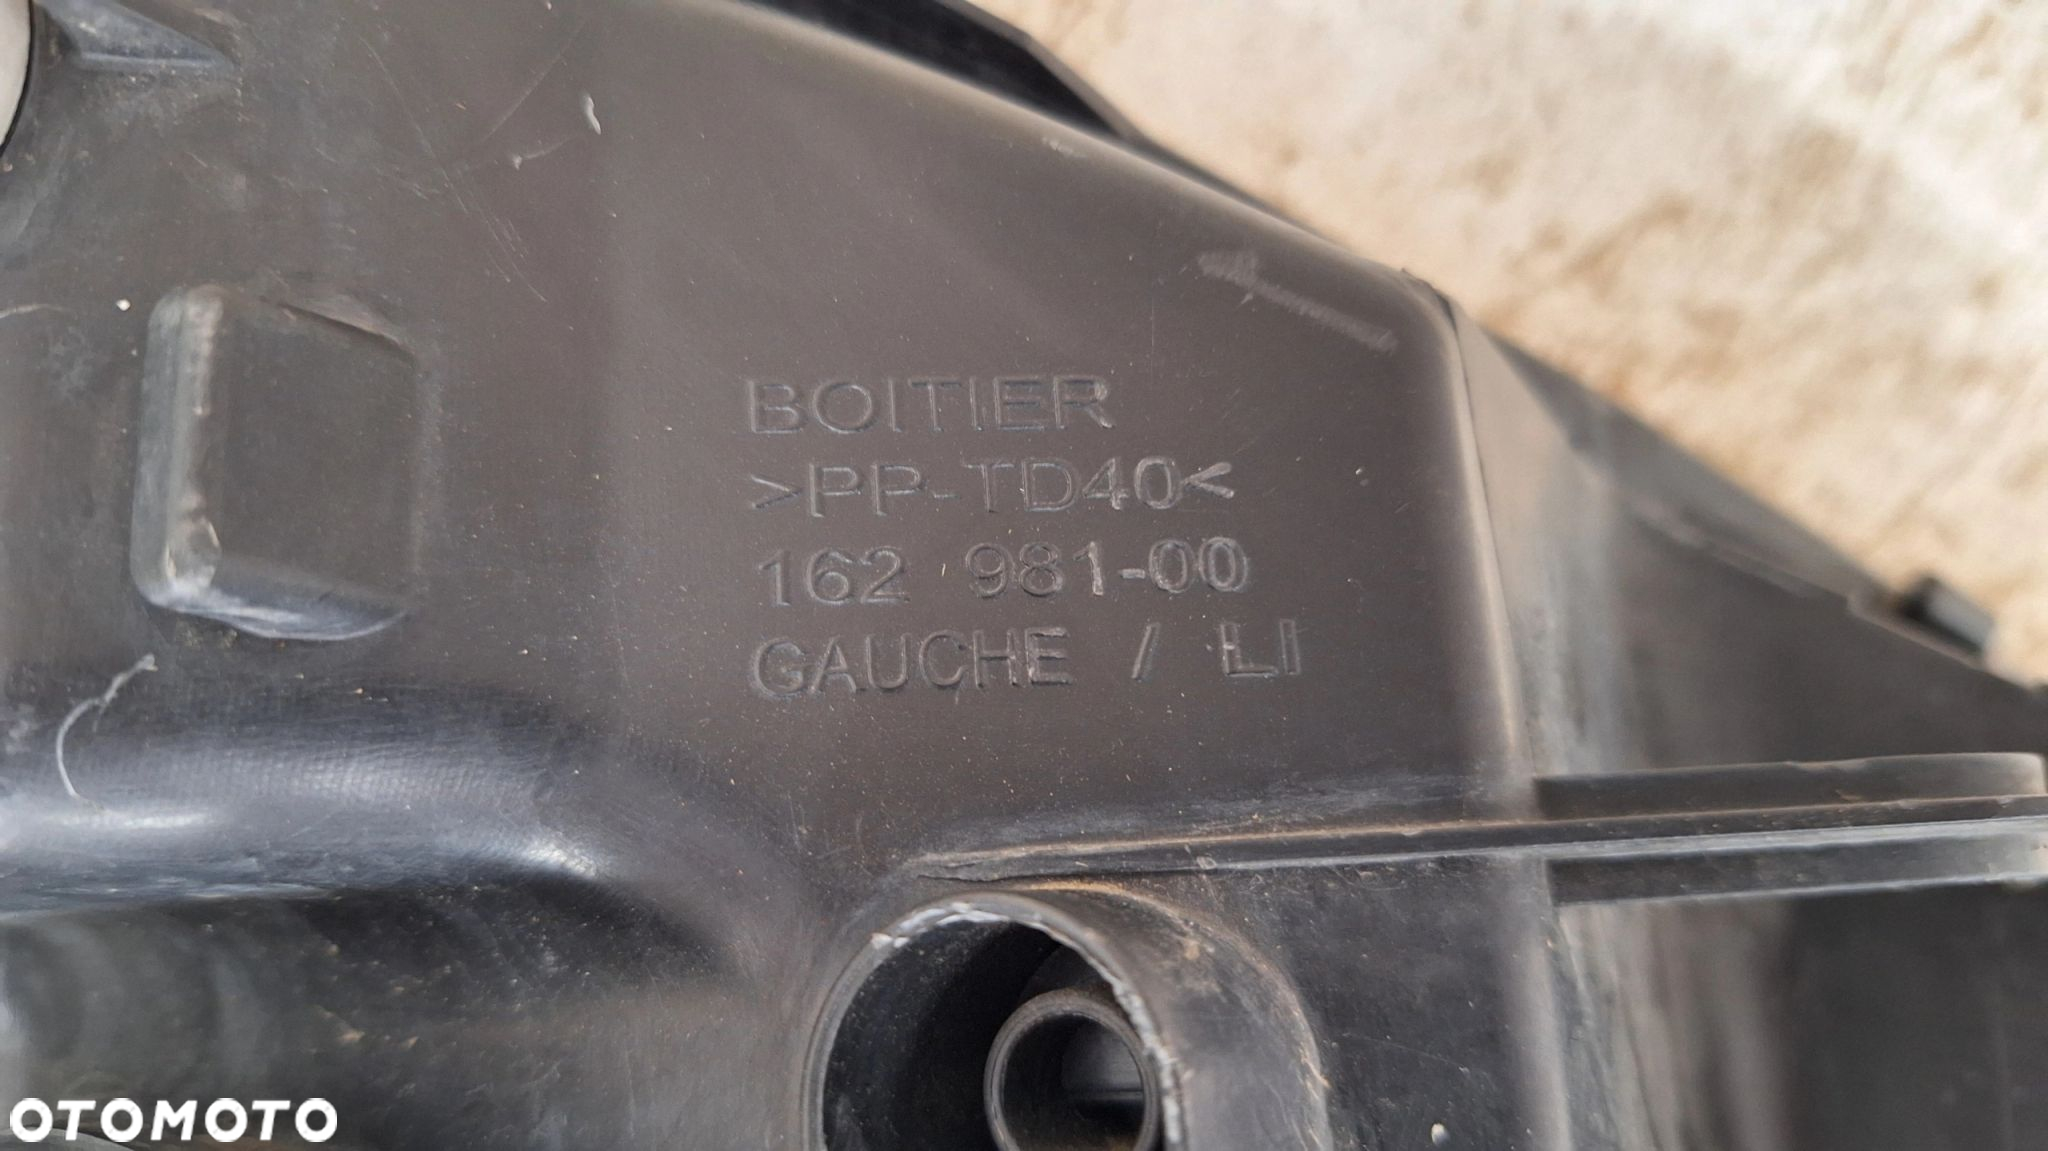 BOITIER
>PP-TD40<
162 981-00
GAUCHE / LI
OTOMOTO